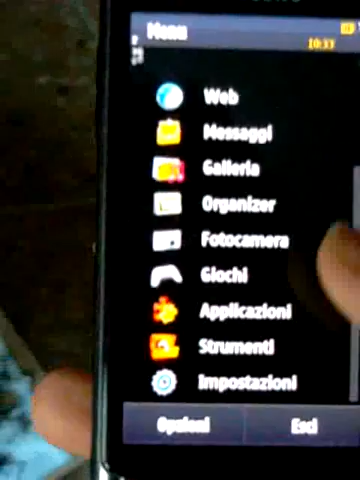 Menu
10:33
Web
Messaggi
Galleria
Organizer
Fotocamera
Giochi
Applicazioni
Strumenti
Impostazioni
Opzioni Esci